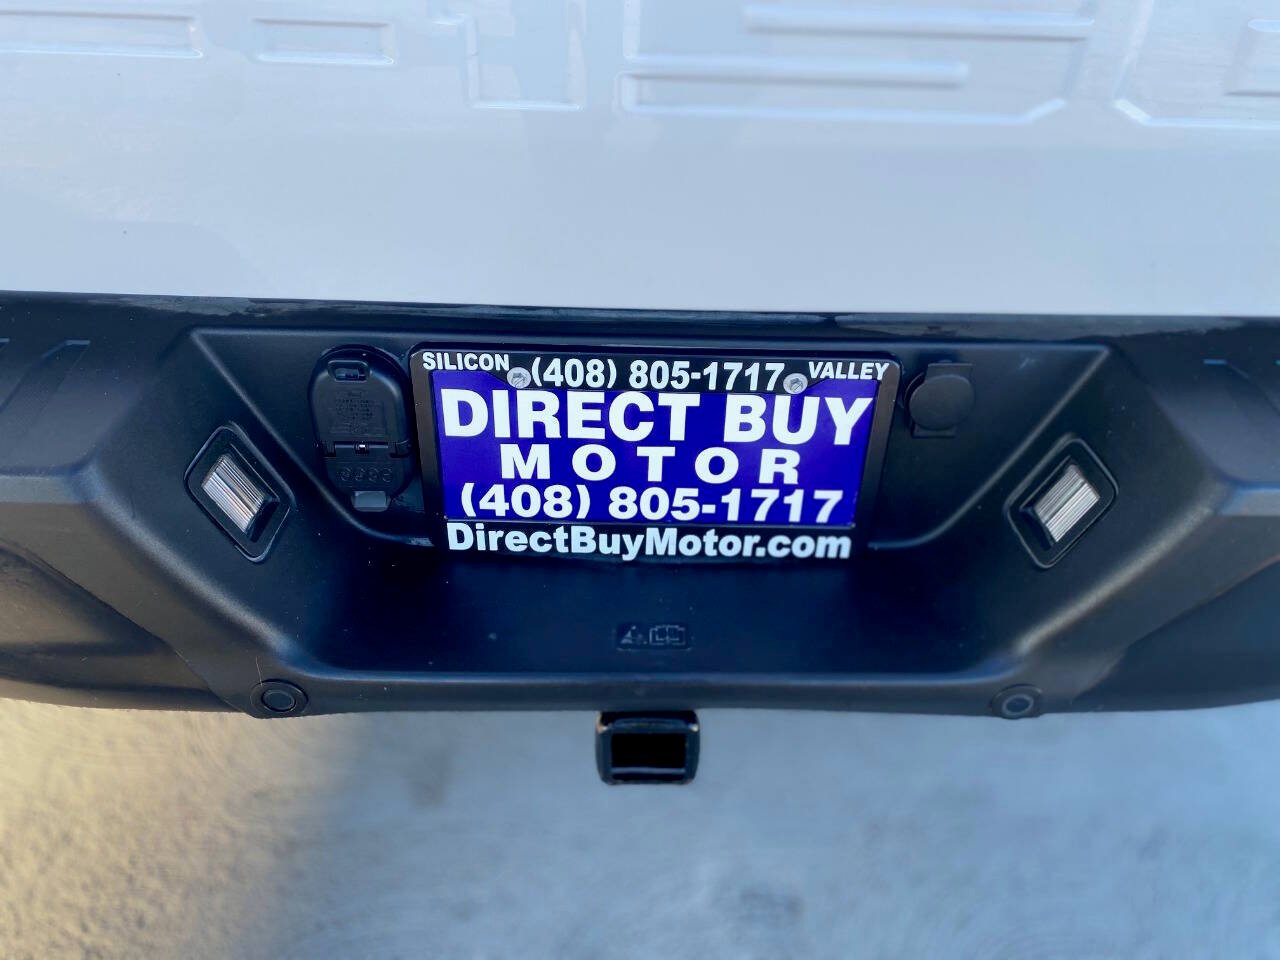 SILICON (408) 805-1717 VALLEY
DIRECT BUY
MOTOR
(408) 805-1717
DirectBuyMotor.com